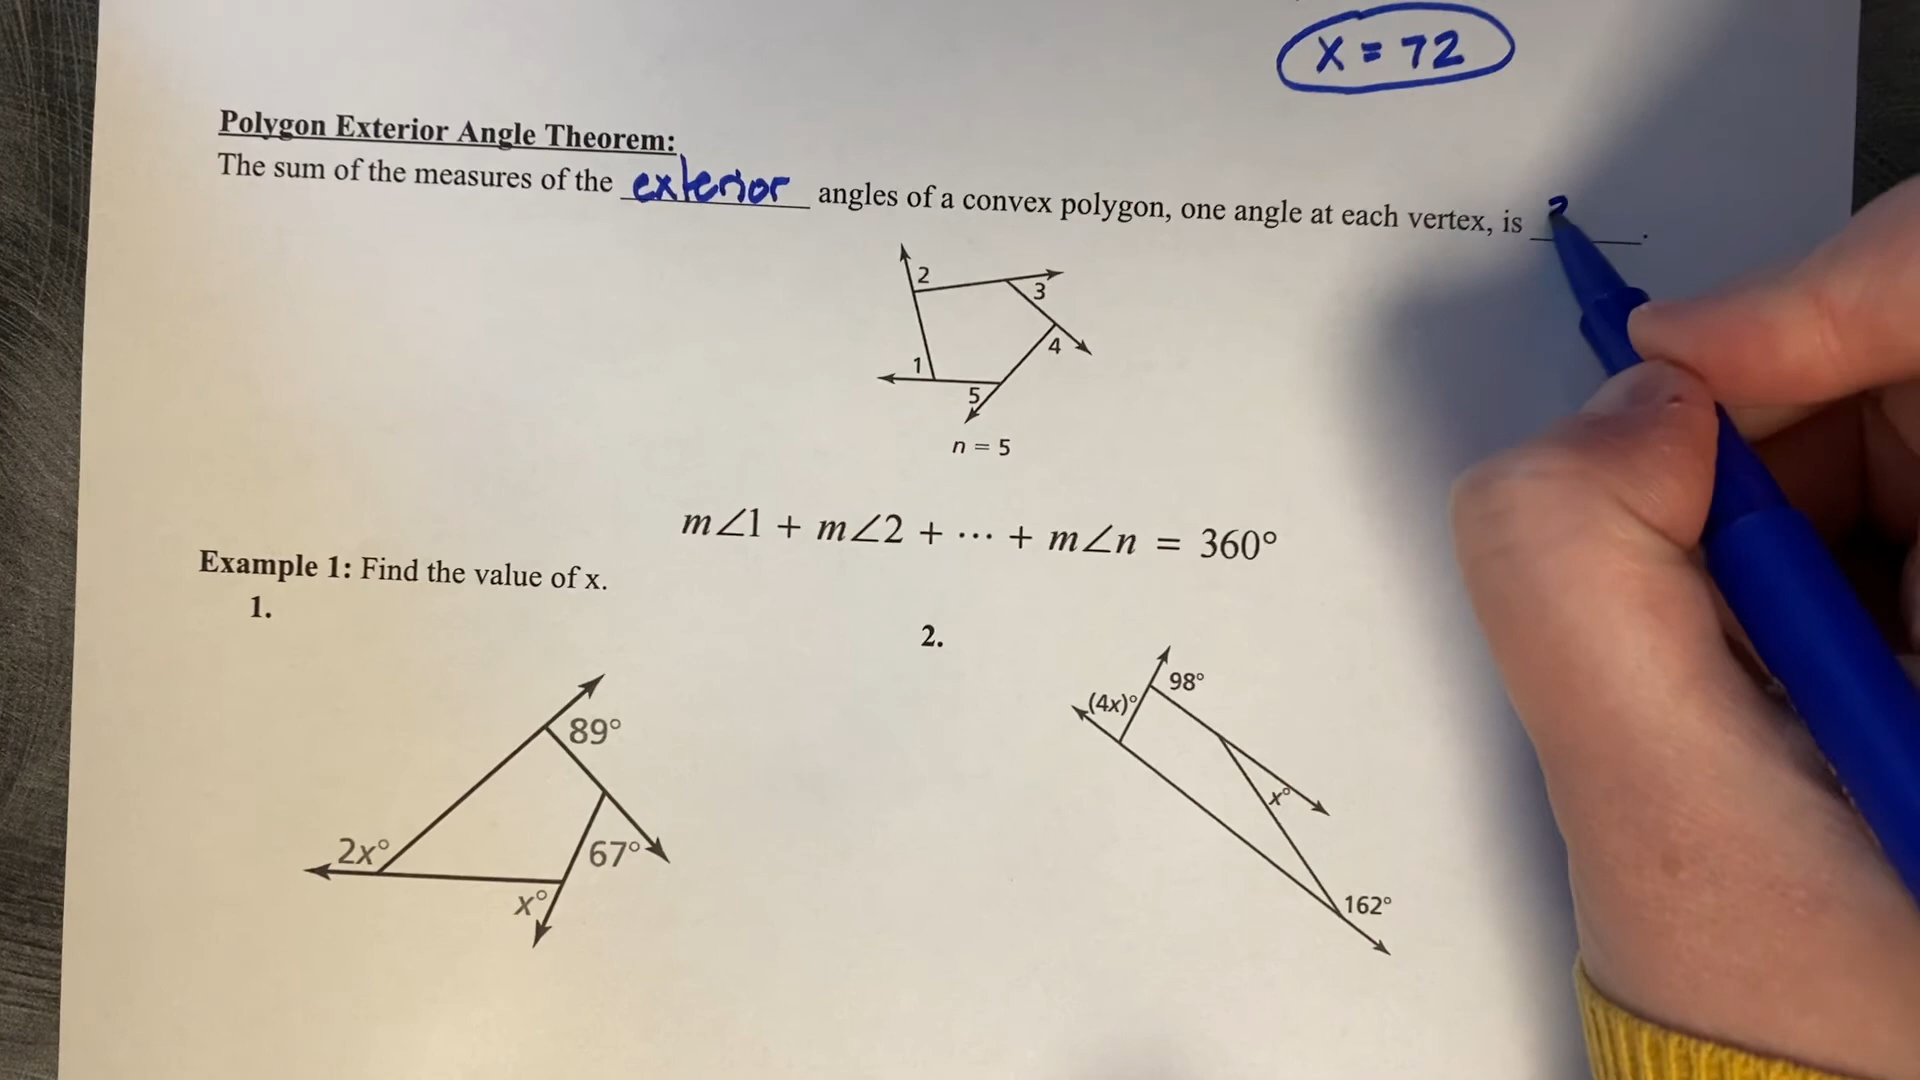 x = 72
Polygon Exterior Angle Theorem:
The sum of the measures of the exterior angles of a convex polygon, one angle at each vertex, is ______.
2
3
1
4
5
n = 5
m∠1 + m∠2 + ⋯ + m∠n = 360°
Example 1: Find the value of x.
1.
2.
98°
(4x)°
89°
x°
2x°
67°
x°
162°